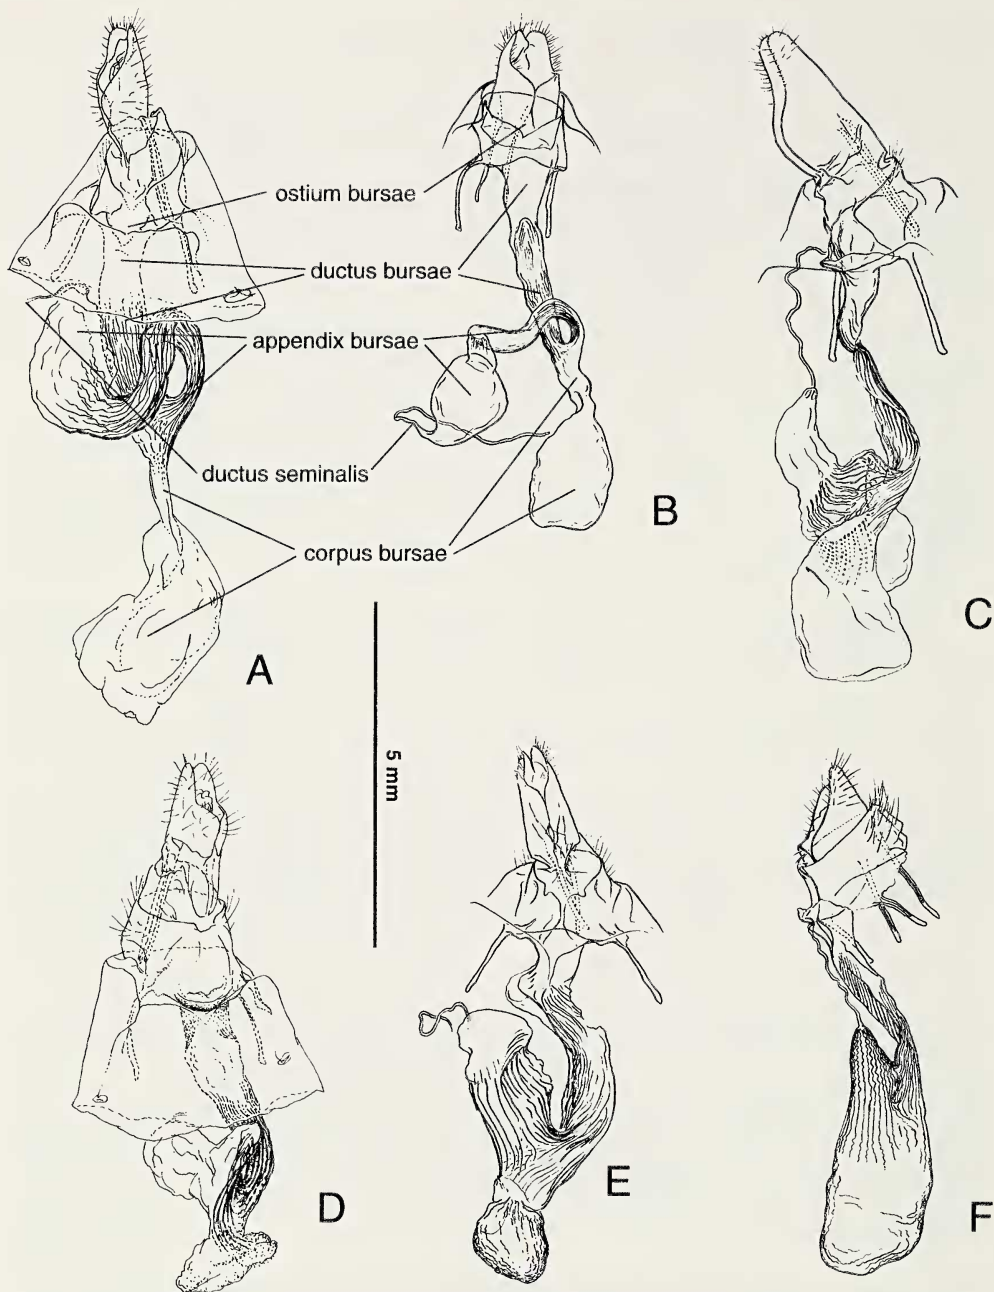 ostium bursae
ductus bursae
appendix bursae
ductus seminalis
corpus bursae
A
B
C
5 mm
D
E
F